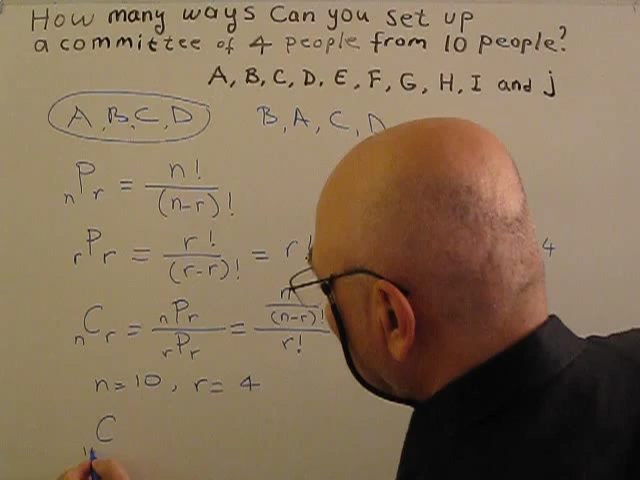 How many ways can you set up
a committee of 4 people from 10 people?
A, B, C, D, E, F, G, H, I and j
A, B, C, D B, A, C, D
nPr = n! / (n-r)!
rPr = r! / (r-r)! = r! 4
nCr = nPr / rPr = n! / (n-r)! / r!
n=10, r=4
C